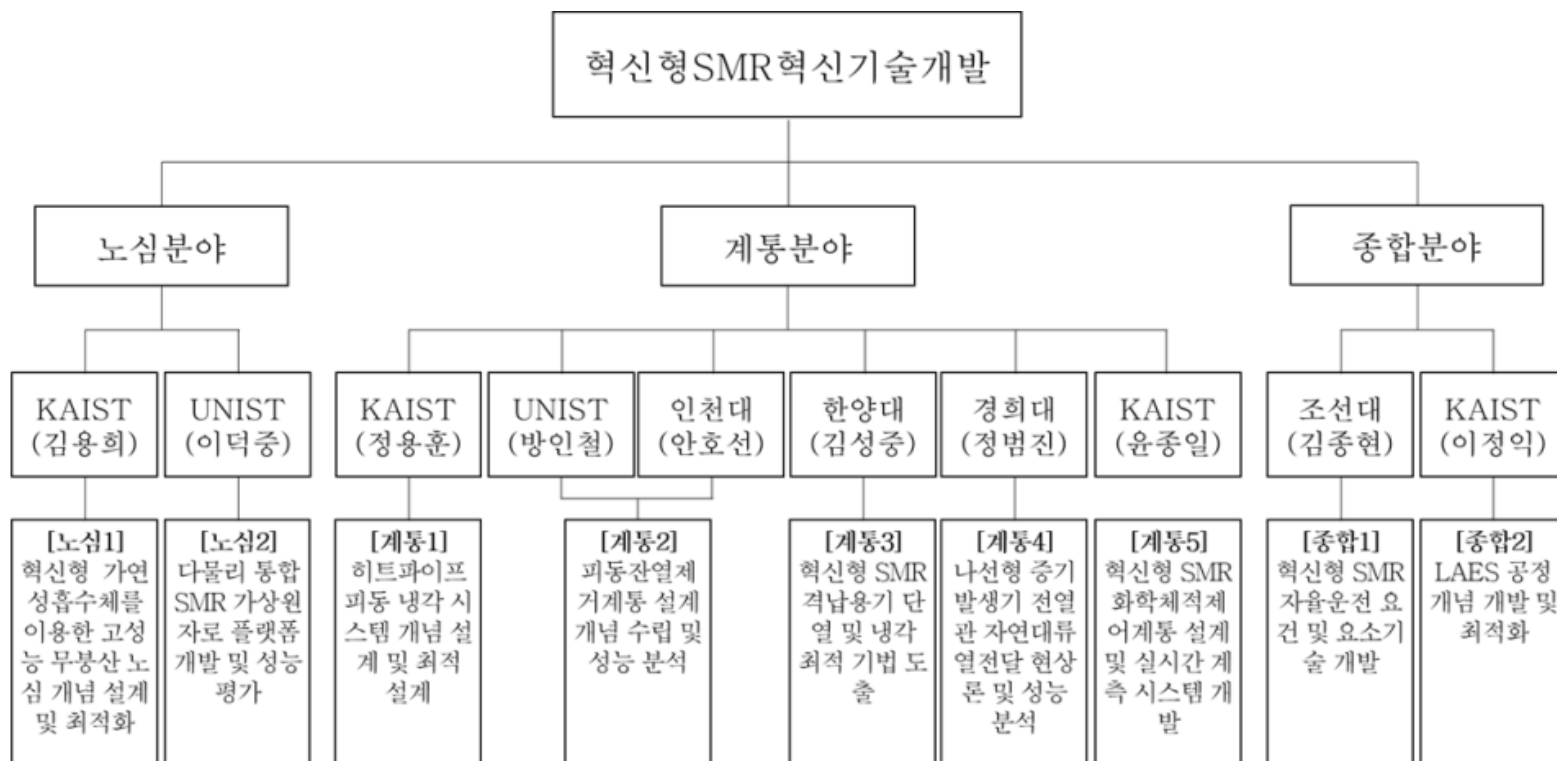 혁신형SMR혁신기술개발
노심분야
계통분야
종합분야
KAIST
(김용희)
UNIST
(이덕중)
KAIST
(정용훈)
UNIST
(방인철)
인천대
(안호선)
한양대
(김성중)
경희대
(정범진)
KAIST
(윤종일)
조선대
(김종현)
KAIST
(이정익)
[노심1]
혁신형 가연
성흡수체를
이용한 고성
능 무붕산 노
심 개념 설계
및 최적화
[노심2]
다물리 통합
SMR 가상원
자로 플랫폼
개발 및 성능
평가
[계통1]
히트파이프
피동 냉각 시
스템 개념 설
계 및 최적
설계
[계통2]
피동잔열제
거계통 설계
개념 수립 및
성능 분석
[계통3]
혁신형 SMR
격납용기 단
열 및 냉각
최적 기법 도
출
[계통4]
나선형 증기
발생기 전열
관 자연대류
열전달 현상
론 및 성능
분석
[계통5]
혁신형 SMR
화학체적제
어계통 설계
및 실시간 계
측 시스템 개
발
[종합1]
혁신형 SMR
자율운전 요
건 및 요소기
술 개발
[종합2]
LAES 공정
개념 개발 및
최적화